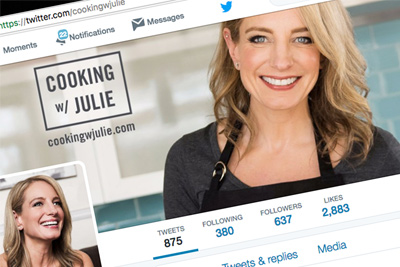 https://twitter.com/cookingwjulie
Moments
22
Notifications
Messages
COOKING
w/ JULIE
cookingwjulie.com
TWEETS
875
FOLLOWING
380
FOLLOWERS
637
LIKES
2,883
Tweets & replies
Media